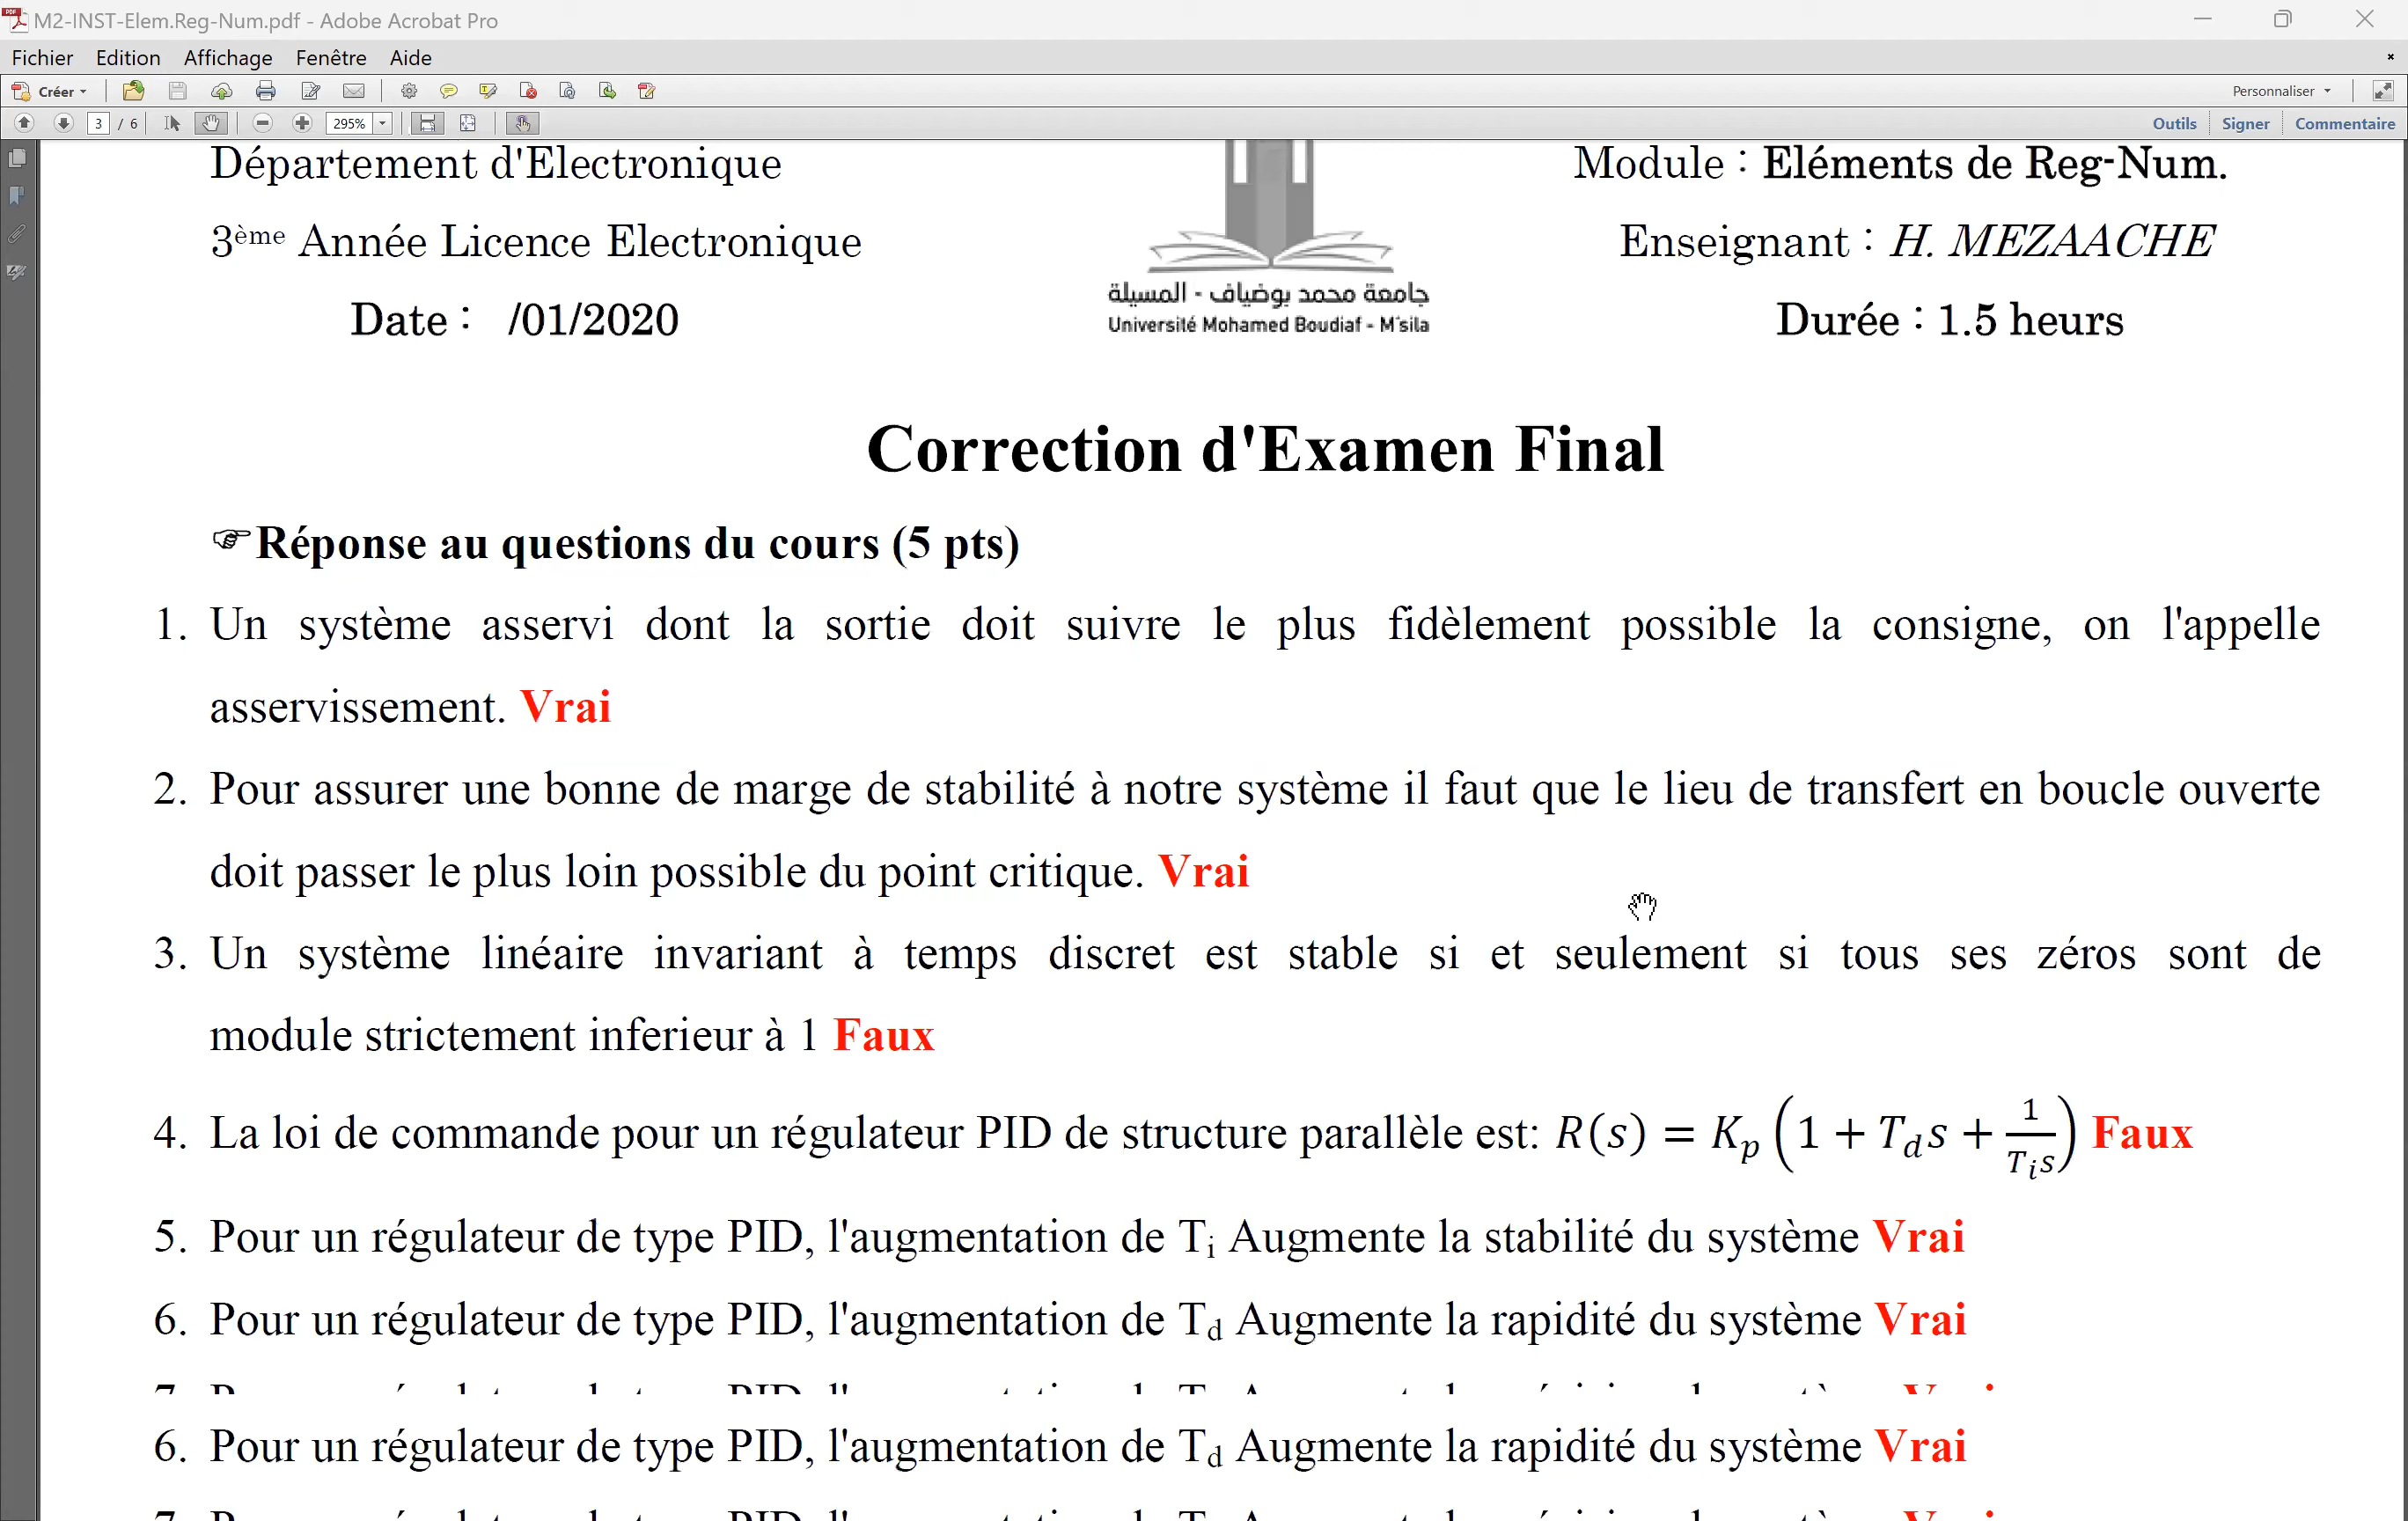 M2-INST-Elem.Reg-Num.pdf - Adobe Acrobat Pro
Fichier Edition Affichage Fenêtre Aide
Créer
Personnaliser
3 / 6 295% Outils Signer Commentaire
Département d'Electronique
Module : Eléments de Reg-Num.
3ème Année Licence Electronique
Enseignant : H. MEZAACHE
جامعة محمد بوضياف - المسيلة
Université Mohamed Boudiaf - M'sila
Date : /01/2020
Durée : 1.5 heurs
Correction d'Examen Final
☞Réponse au questions du cours (5 pts)
1. Un système asservi dont la sortie doit suivre le plus fidèlement possible la consigne, on l'appelle
asservissement. Vrai
2. Pour assurer une bonne de marge de stabilité à notre système il faut que le lieu de transfert en boucle ouverte
doit passer le plus loin possible du point critique. Vrai
3. Un système linéaire invariant à temps discret est stable si et seulement si tous ses zéros sont de
module strictement inferieur à 1 Faux
4. La loi de commande pour un régulateur PID de structure parallèle est: R(s) = K_p (1 + T_d s + 1/(T_i s)) Faux
5. Pour un régulateur de type PID, l'augmentation de Ti Augmente la stabilité du système Vrai
6. Pour un régulateur de type PID, l'augmentation de Td Augmente la rapidité du système Vrai
6. Pour un régulateur de type PID, l'augmentation de Td Augmente la rapidité du système Vrai